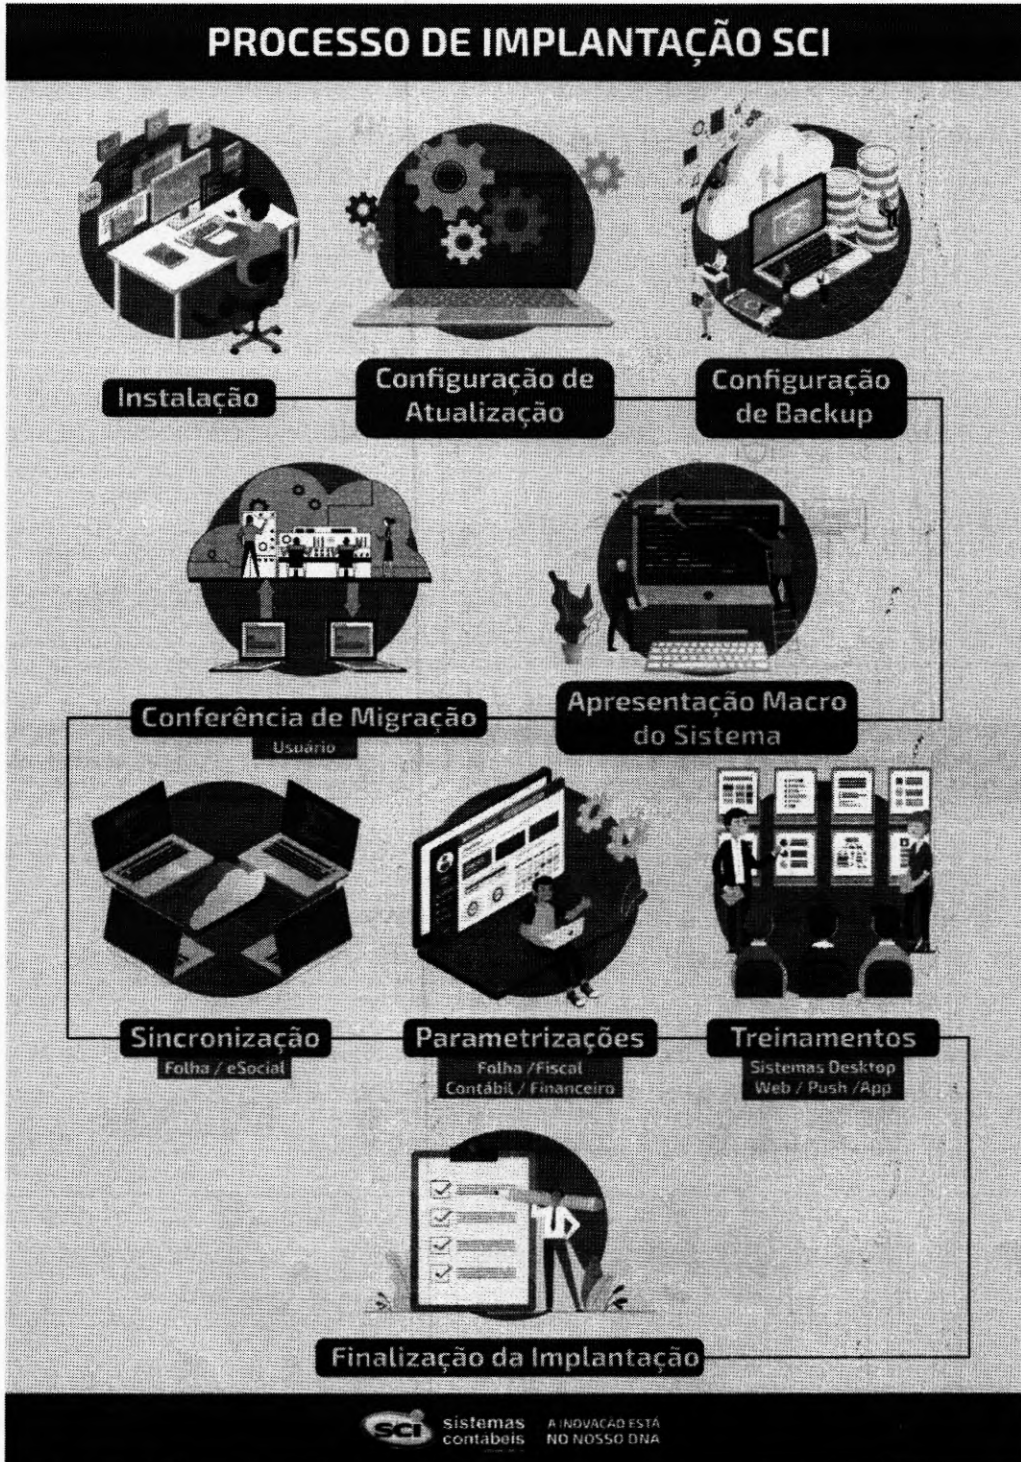 PROCESSO DE IMPLANTAÇÃO SCI
Instalação
Configuração de
Atualização
Configuração
de Backup
Apresentação Macro
do Sistema
Conferência de Migração
Usuário
Sincronização
Folha / eSocial
Parametrizações
Folha /Fiscal
Contábil / Financeiro
Treinamentos
Sistemas Desktop
Web / Push /App
Finalização da Implantação
SCI
sistemas
contábeis
A INOVAÇÃO ESTÁ
NO NOSSO DNA